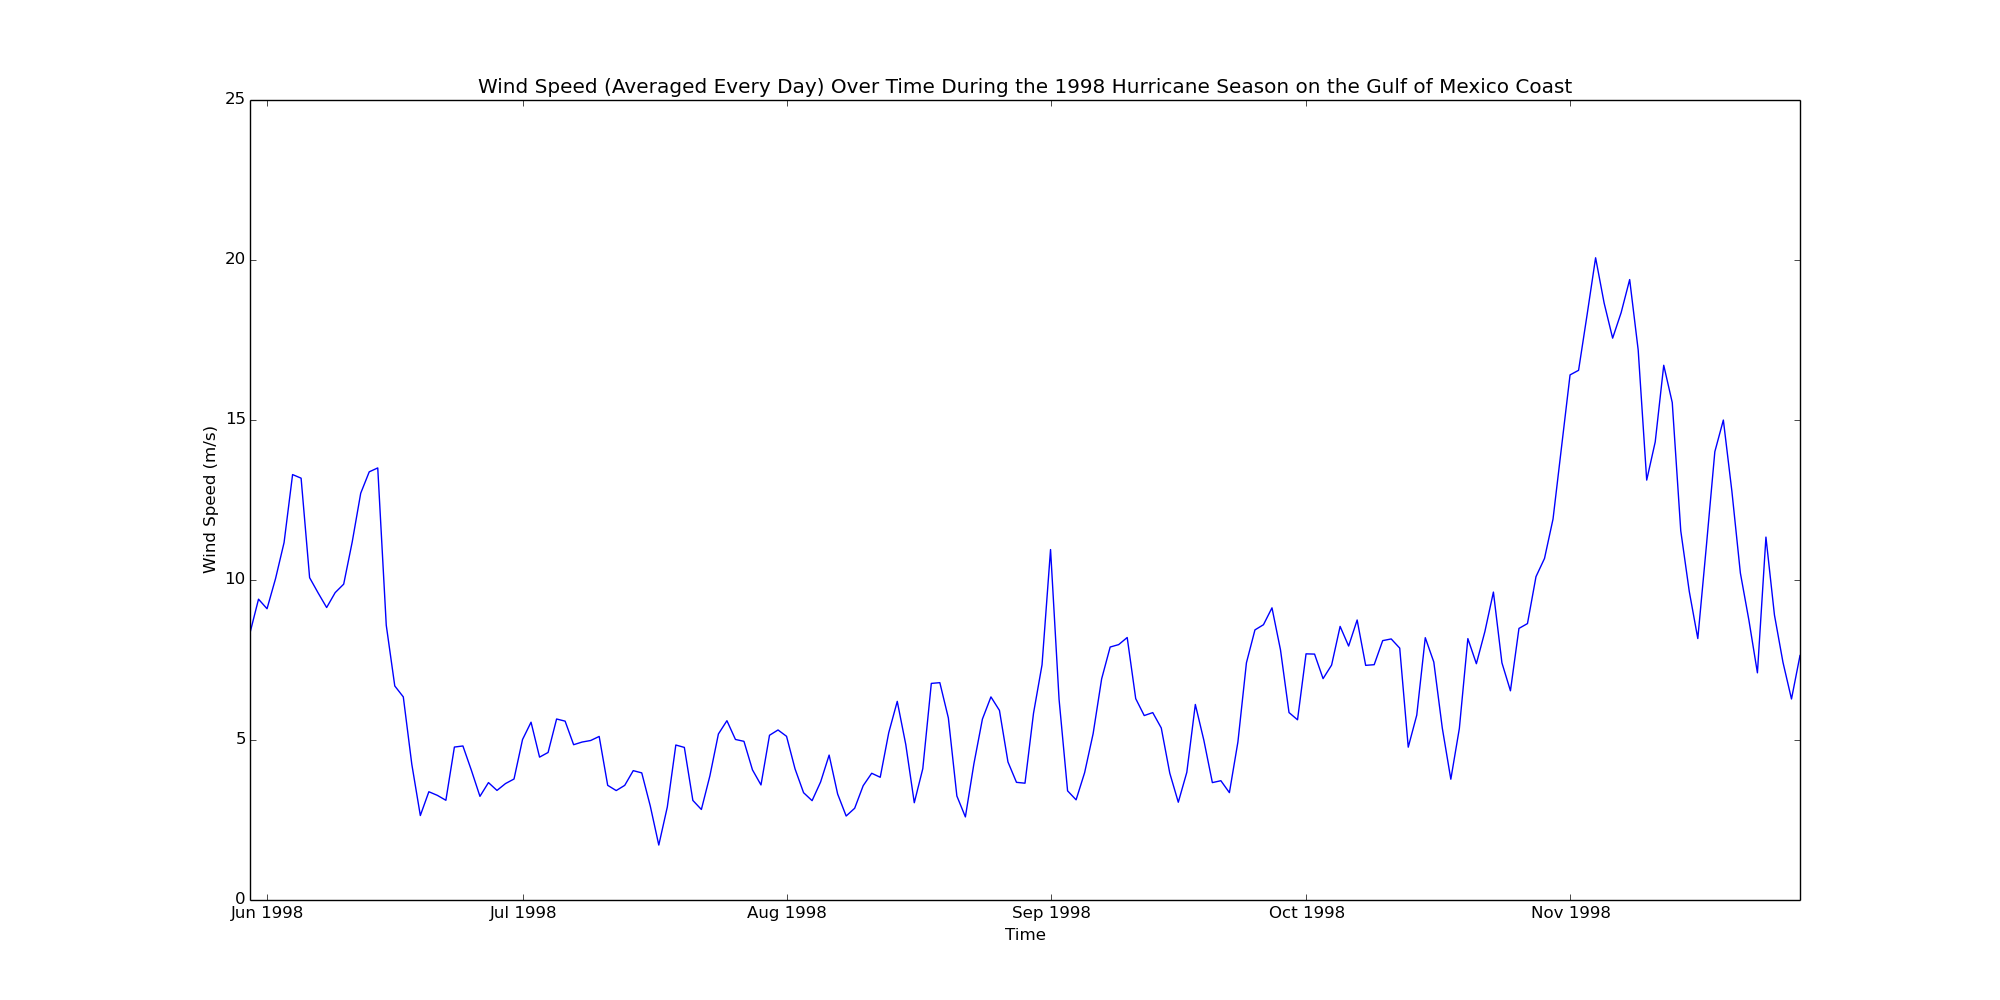 Wind Speed (Averaged Every Day) Over Time During the 1998 Hurricane Season on the Gulf of Mexico Coast
25
20
15
10
5
0
Wind Speed (m/s)
Jun 1998
Jul 1998
Aug 1998
Sep 1998
Oct 1998
Nov 1998
Time